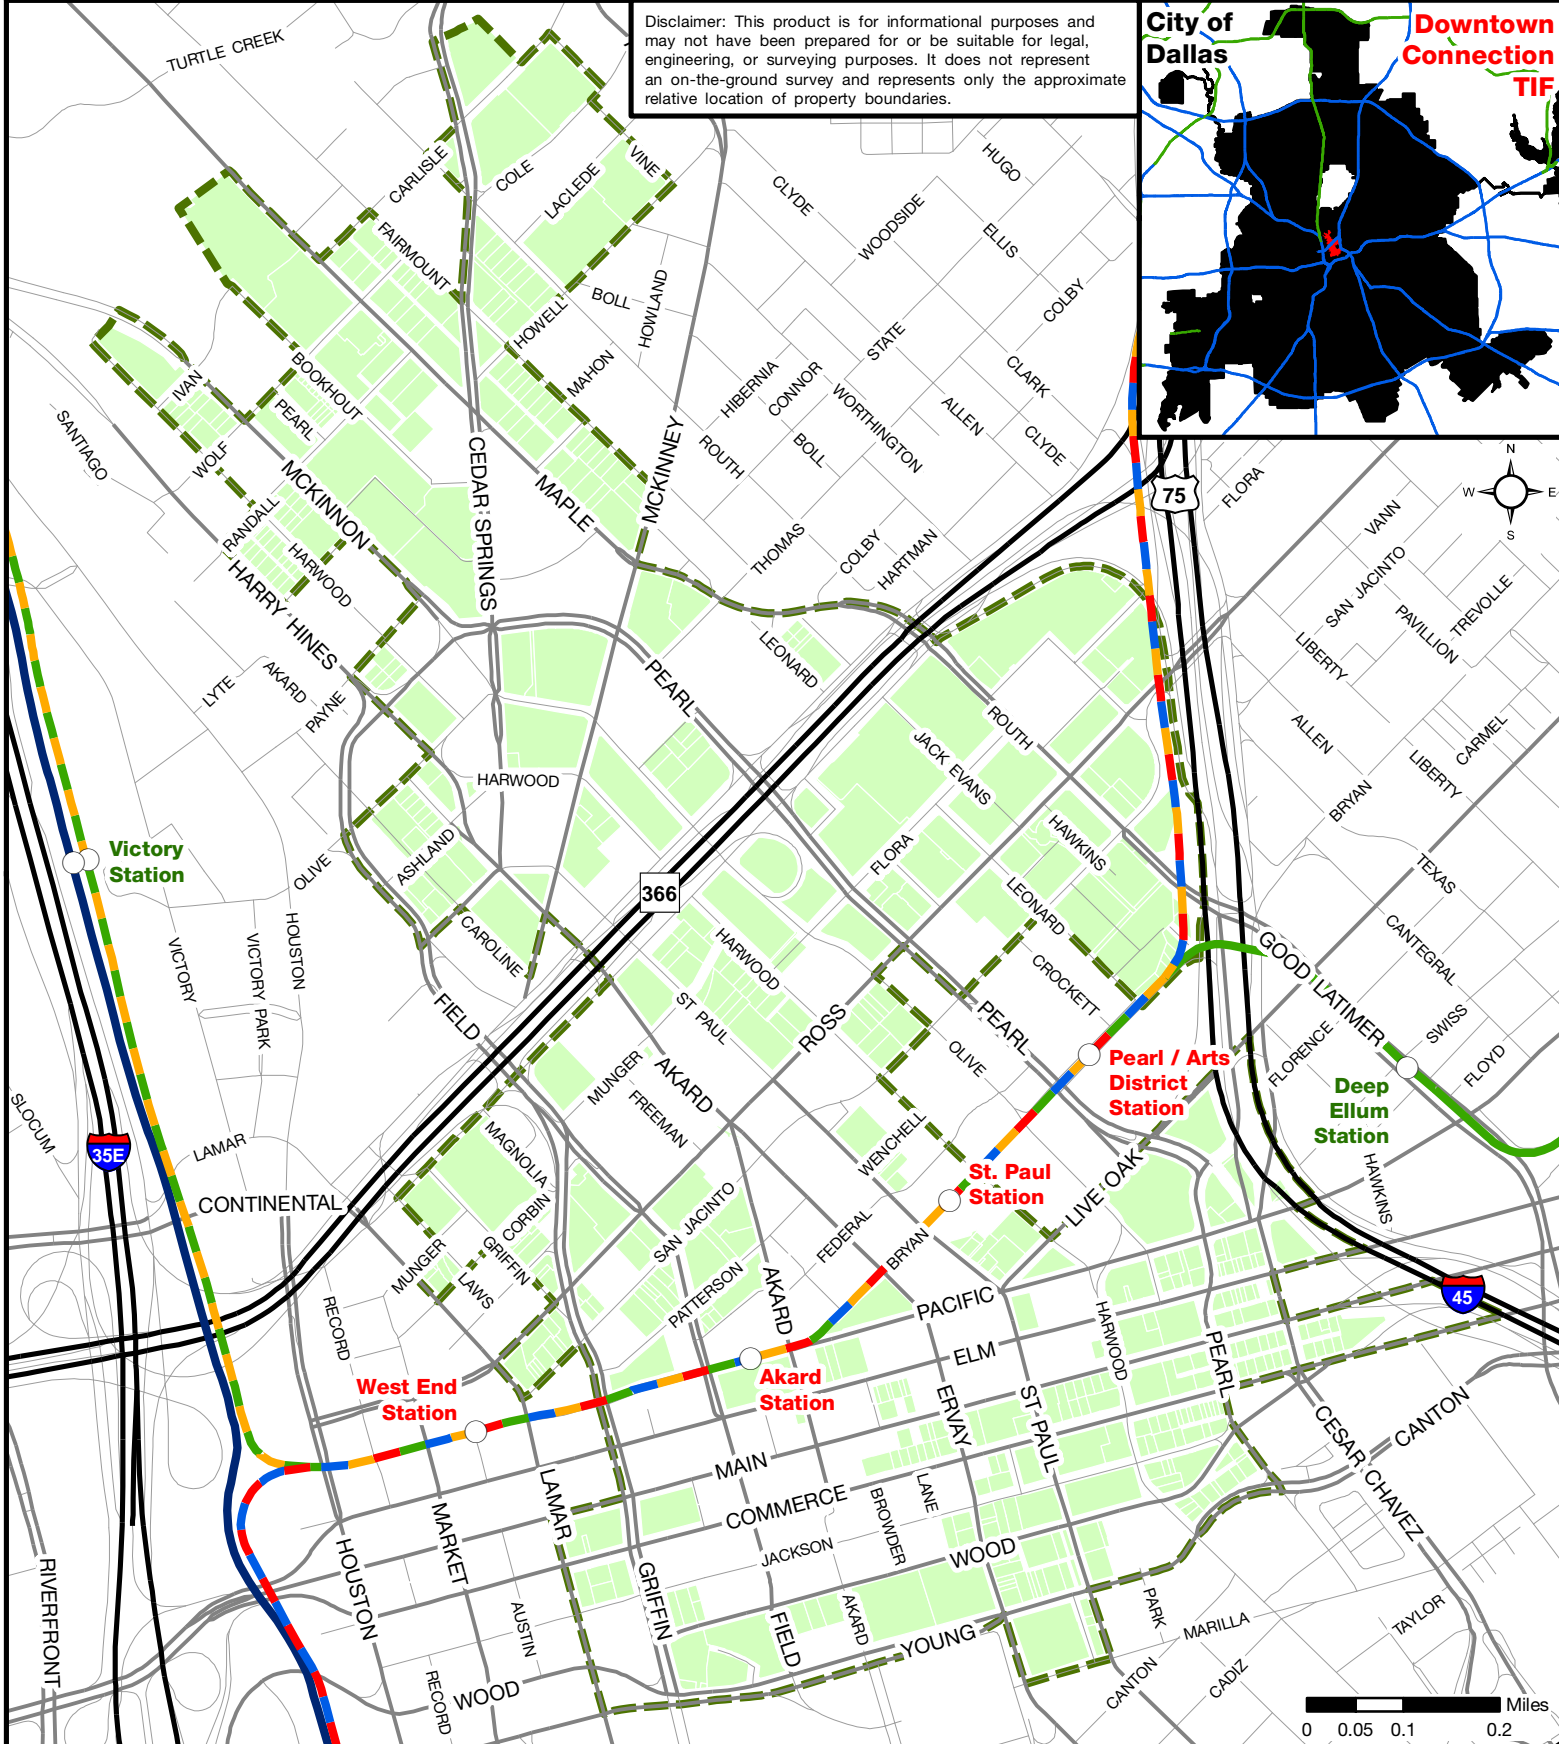 Disclaimer: This product is for informational purposes and
may not have been prepared for or be suitable for legal,
engineering, or surveying purposes. It does not represent
an on-the-ground survey and represents only the approximate
relative location of property boundaries.
City of
Dallas
Downtown
Connection
TIF
TURTLE CREEK
CARLISLE
COLE
LACLEDE
VINE
HUGO
CLYDE
WOODSIDE
ELLIS
FAIRMOUNT
BOLL
HOWLAND
HOWELL
MAHON
COLBY
STATE
CLARK
HIBERNIA
CONNOR
WORTHINGTON
ALLEN
CLYDE
IVAN
BOOKHOUT
PEARL
WOLF
SANTIAGO
MCKINNON
CEDAR SPRINGS
MAPLE
MCKINNEY
ROUTH
BOLL
75
FLORA
N
W
E
S
VANN
SAN JACINTO
TREVOLLE
PAVILLION
LIBERTY
RANDALL
HARWOOD
HARRY HINES
THOMAS
COLBY
HARTMAN
LEONARD
PEARL
LYTE
AKARD
PAYNE
ROUTH
JACK EVANS
ALLEN
CARMEL
LIBERTY
BRYAN
HARWOOD
HAWKINS
Victory
Station
ASHLAND
OLIVE
FLORA
LEONARD
TEXAS
366
CAROLINE
HOUSTON
VICTORY
VICTORY PARK
HARWOOD
CROCKETT
CANTEGRAL
GOOD LATIMER
FIELD
ST PAUL
ROSS
PEARL
OLIVE
SWISS
FLORENCE
FLOYD
Pearl / Arts
District
Station
Deep
Ellum
Station
SLOCUM
35E
LAMAR
MUNGER
AKARD
FREEMAN
MAGNOLIA
WENCHELL
CONTINENTAL
St. Paul
Station
LIVE OAK
HAWKINS
CORBIN
GRIFFIN
MUNGER
LAWS
SAN JACINTO
FEDERAL
BRYAN
PATTERSON
AKARD
RECORD
PACIFIC
45
HARWOOD
ELM
PEARL
West End
Station
Akard
Station
ERVAY
ST PAUL
CESAR CHAVEZ
CANTON
MAIN
LAMAR
COMMERCE
LANE
BROWDER
MARKET
HOUSTON
JACKSON
WOOD
RIVERFRONT
GRIFFIN
AUSTIN
FIELD
AKARD
YOUNG
PARK
MARILLA
TAYLOR
WOOD
RECORD
CANTON
CADIZ
Miles
0 0.05 0.1 0.2